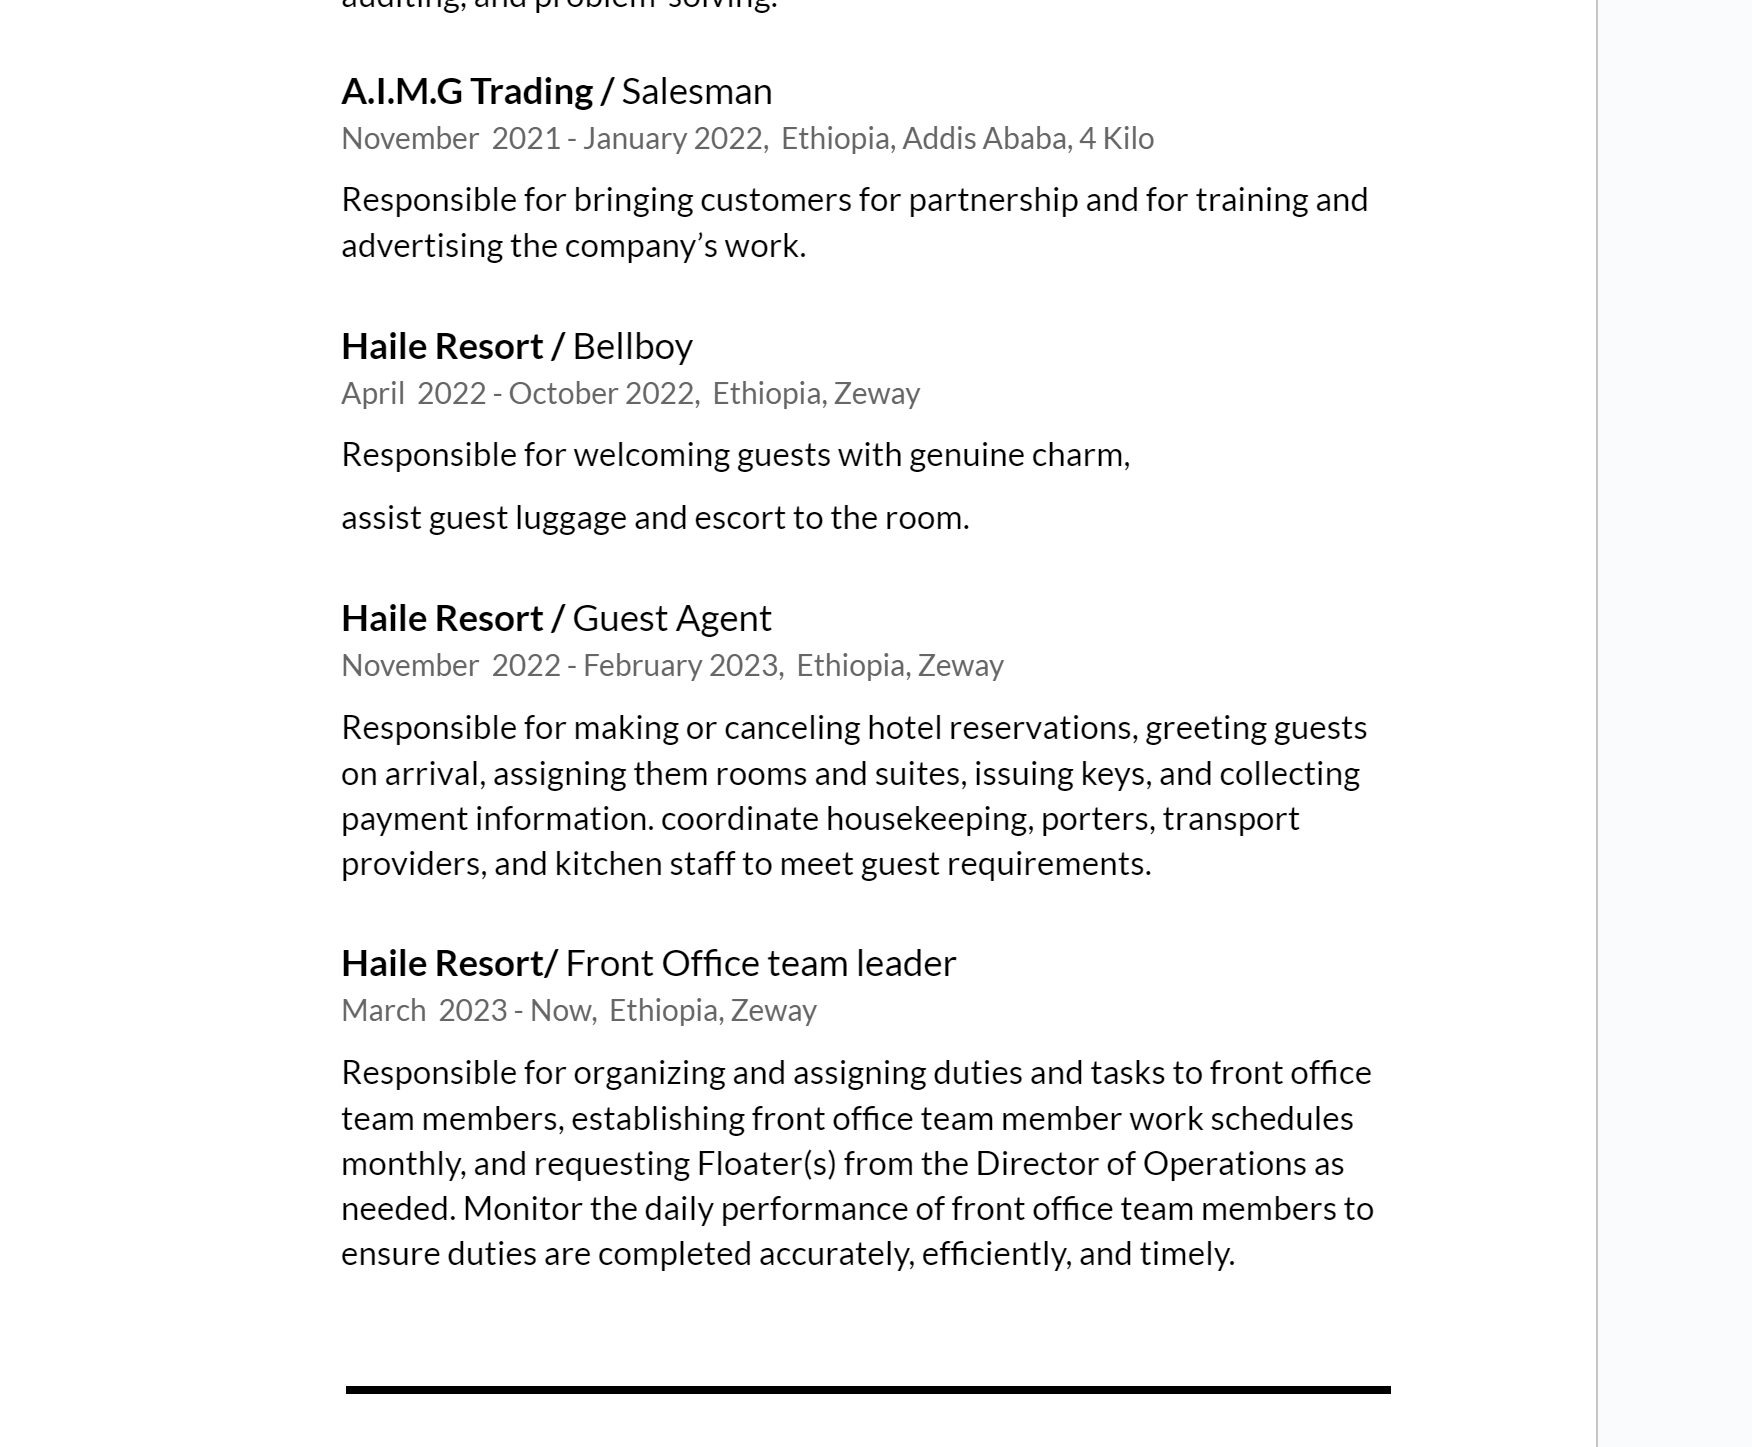 auditing, and problem-solving.
A.I.M.G Trading / Salesman
November 2021 - January 2022, Ethiopia, Addis Ababa, 4 Kilo
Responsible for bringing customers for partnership and for training and
advertising the company’s work.
Haile Resort / Bellboy
April 2022 - October 2022, Ethiopia, Zeway
Responsible for welcoming guests with genuine charm,
assist guest luggage and escort to the room.
Haile Resort / Guest Agent
November 2022 - February 2023, Ethiopia, Zeway
Responsible for making or canceling hotel reservations, greeting guests
on arrival, assigning them rooms and suites, issuing keys, and collecting
payment information. coordinate housekeeping, porters, transport
providers, and kitchen staff to meet guest requirements.
Haile Resort/ Front Office team leader
March 2023 - Now, Ethiopia, Zeway
Responsible for organizing and assigning duties and tasks to front office
team members, establishing front office team member work schedules
monthly, and requesting Floater(s) from the Director of Operations as
needed. Monitor the daily performance of front office team members to
ensure duties are completed accurately, efficiently, and timely.